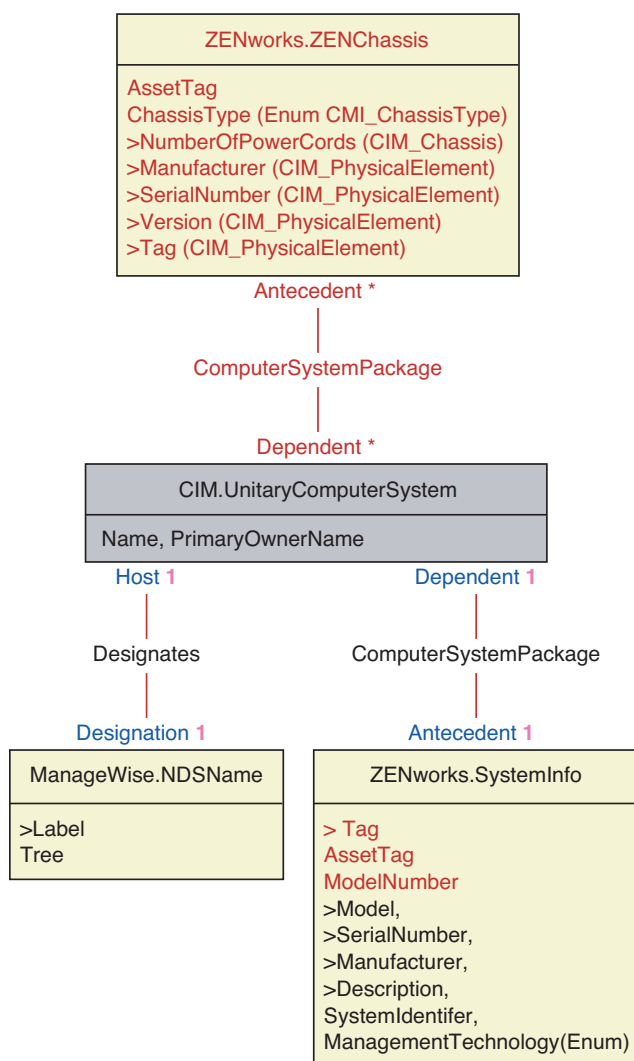 ZENworks.ZENChassis
AssetTag
ChassisType (Enum CMI_ChassisType)
>NumberOfPowerCords (CIM_Chassis)
>Manufacturer (CIM_PhysicalElement)
>SerialNumber (CIM_PhysicalElement)
>Version (CIM_PhysicalElement)
>Tag (CIM_PhysicalElement)
Antecedent *
ComputerSystemPackage
Dependent *
CIM.UnitaryComputerSystem
Name, PrimaryOwnerName
Host 1
Dependent 1
Designates
ComputerSystemPackage
Designation 1
Antecedent 1
ManageWise.NDSName
>Label
Tree
ZENworks.SystemInfo
> Tag
AssetTag
ModelNumber
>Model,
>SerialNumber,
>Manufacturer,
>Description,
SystemIdentifer,
ManagementTechnology(Enum)